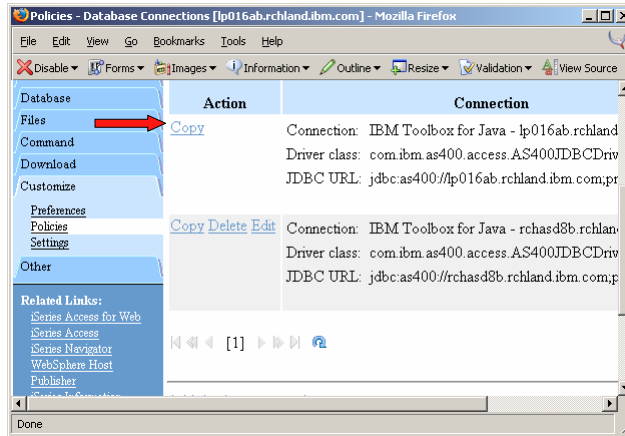 Policies - Database Connections [lp016ab.rchland.ibm.com] - Mozilla Firefox
File Edit View Go Bookmarks Tools Help
Disable Forms Images Information Outline Resize Validation View Source
Database
Files
Command
Download
Customize
Preferences
Policies
Settings
Other
Related Links:
iSeries Access for Web
iSeries Access
iSeries Navigator
WebSphere Host
Publisher
Action Connection
Copy Connection: IBM Toolbox for Java - lp016ab.rchland
Driver class: com.ibm.as400.access.AS400JDBCDriv
JDBC URL: jdbc:as400://lp016ab.rchland.ibm.com;pr
Copy Delete Edit Connection: IBM Toolbox for Java - rchasd8b.rchlan
Driver class: com.ibm.as400.access.AS400JDBCDriv
JDBC URL: jdbc:as400://rchasd8b.rchland.ibm.com;p
[1]
Done